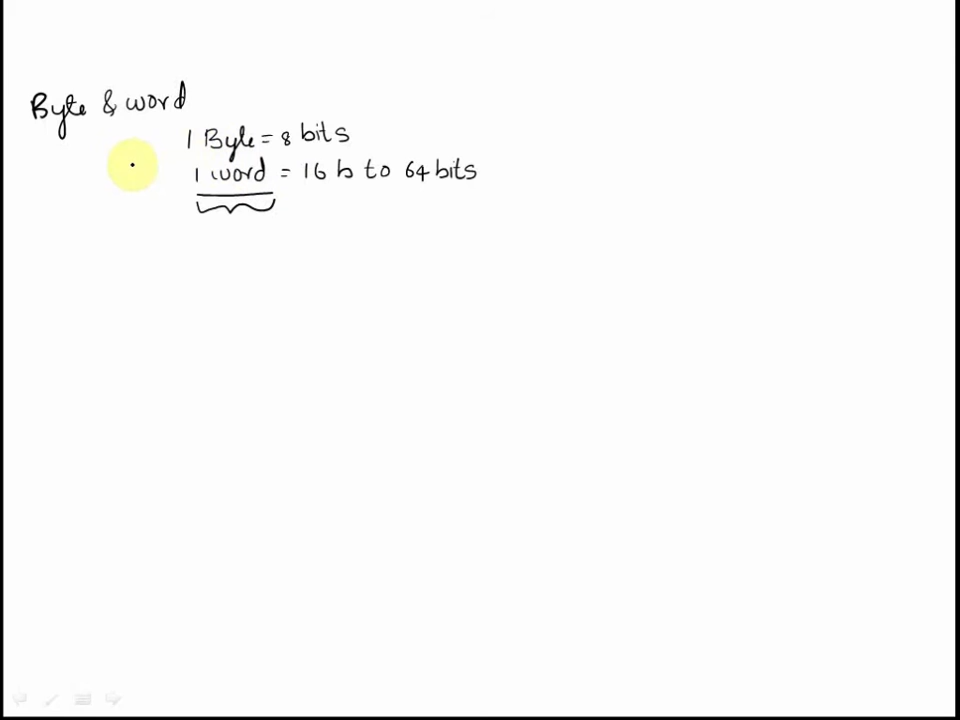 Byte & word
1 Byte = 8 bits
1 word = 16 b to 64 bits